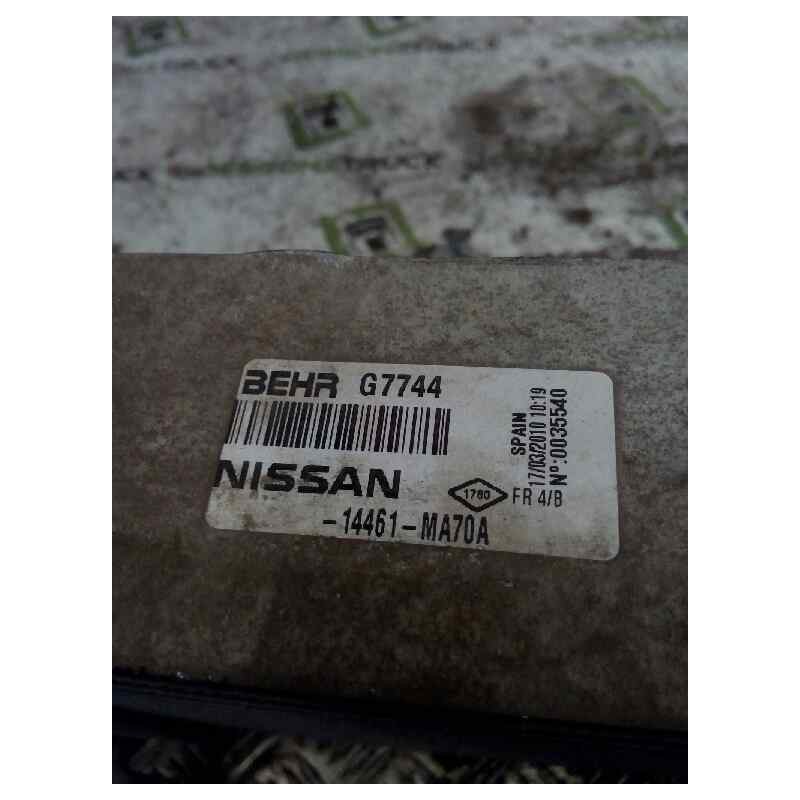 BEHR G7744
NISSAN
-14461-MA70A
1780
FR 4/B
SPAIN
17/03/2010 10:19
Nº:0035540